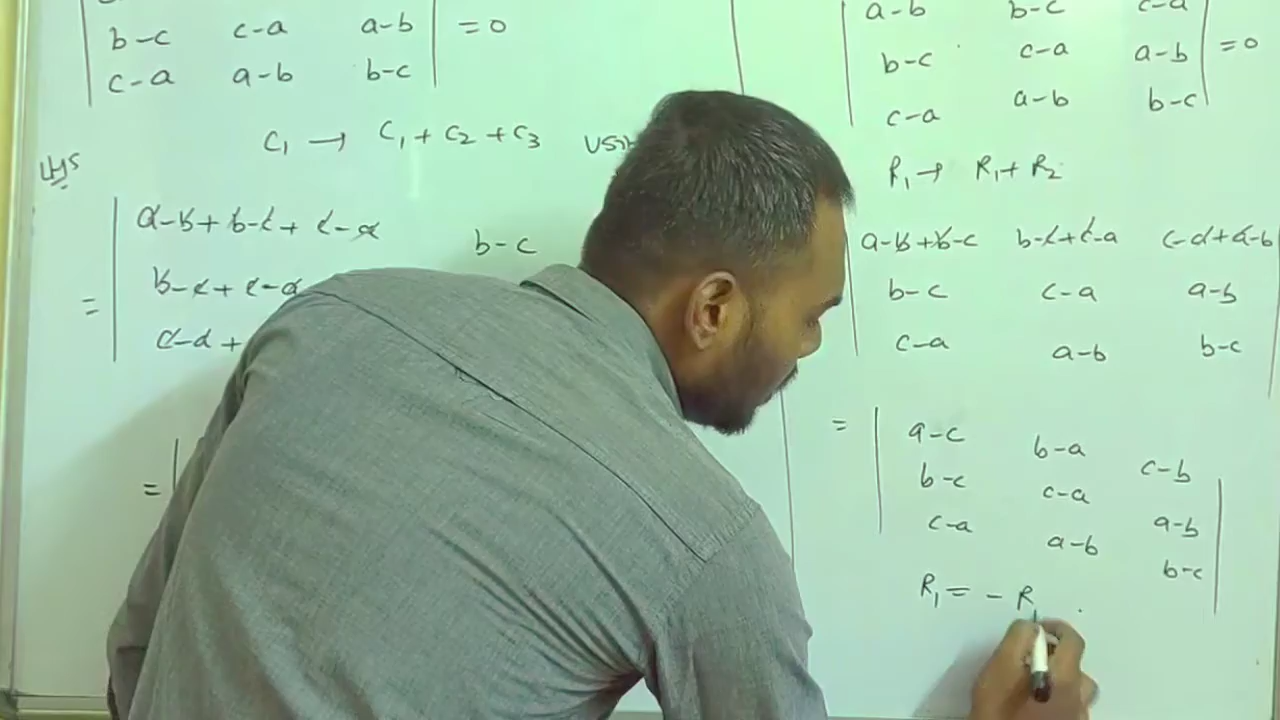 b-c c-a a-b = 0
c-a a-b b-c
C₁ → C₁ + C₂ + C₃
LHS
a-b+b-c+c-a b-c
= b-c+c-a
c-a+
=
a-b b-c c-a
b-c c-a a-b = 0
c-a a-b b-c
R₁ → R₁ + R₂
a-b+b-c b-c+c-a c-a+a-b
b-c c-a a-b
c-a a-b b-c
= a-c b-a c-b
b-c c-a a-b
c-a a-b b-c
R₁ = - R